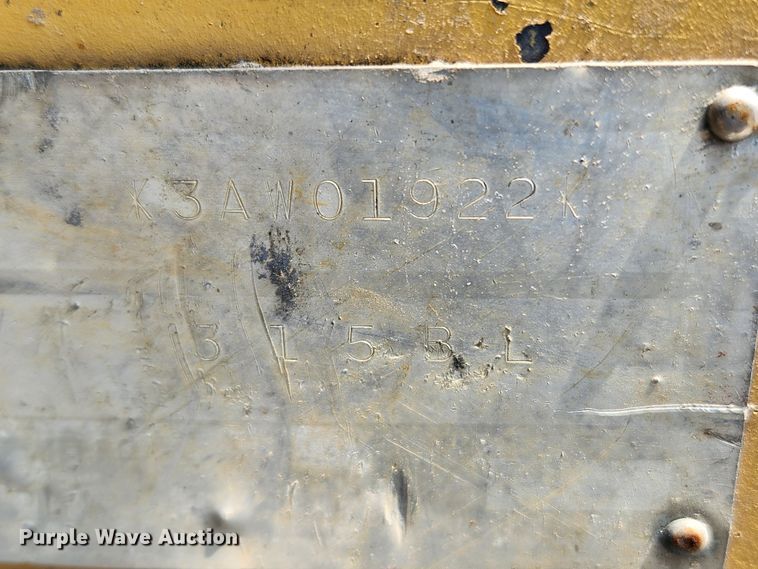 K3AW01922K
315BL
Purple Wave Auction